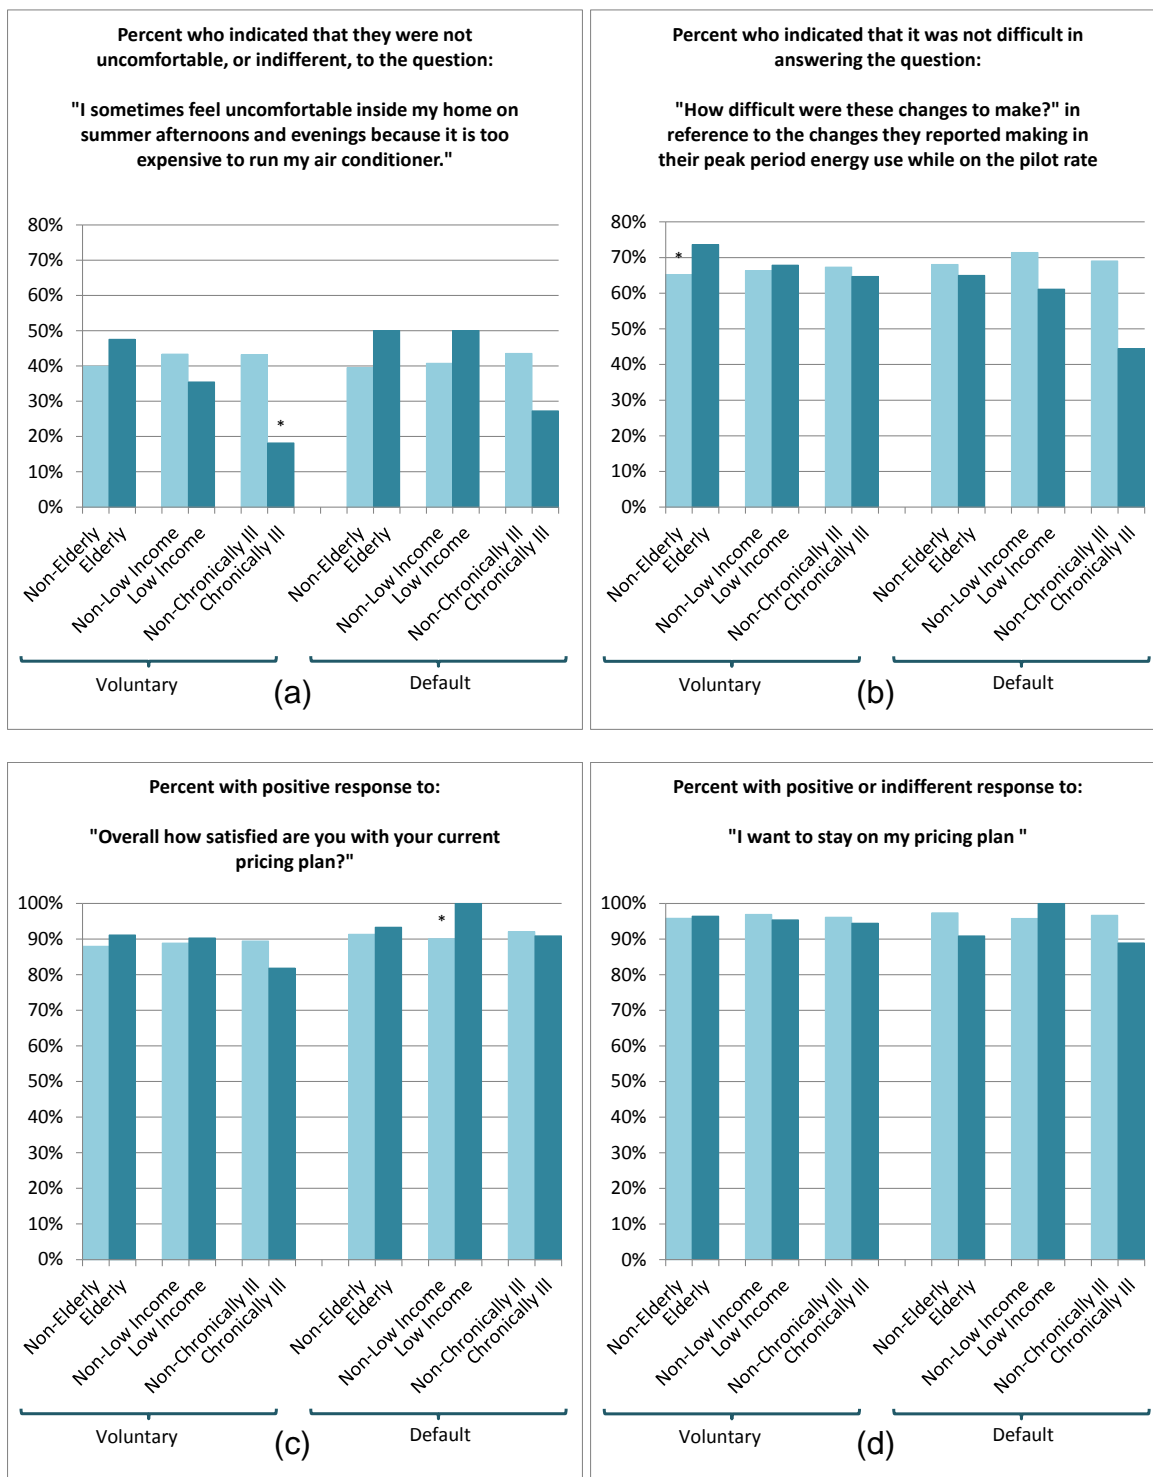 Percent who indicated that they were not
uncomfortable, or indifferent, to the question:
"I sometimes feel uncomfortable inside my home on
summer afternoons and evenings because it is too
expensive to run my air conditioner."
80%
70%
60%
50%
40%
30%
20%
10%
0%
*
Non-Elderly
Elderly
Non-Low Income
Low Income
Non-Chronically Ill
Chronically Ill
Non-Elderly
Elderly
Non-Low Income
Low Income
Non-Chronically Ill
Chronically Ill
Voluntary
(a)
Default
Percent who indicated that it was not difficult in
answering the question:
"How difficult were these changes to make?" in
reference to the changes they reported making in
their peak period energy use while on the pilot rate
80%
70%
60%
50%
40%
30%
20%
10%
0%
*
Non-Elderly
Elderly
Non-Low Income
Low Income
Non-Chronically Ill
Chronically Ill
Non-Elderly
Elderly
Non-Low Income
Low Income
Non-Chronically Ill
Chronically Ill
Voluntary
(b)
Default
Percent with positive response to:
"Overall how satisfied are you with your current
pricing plan?"
100%
90%
80%
70%
60%
50%
40%
30%
20%
10%
0%
*
Non-Elderly
Elderly
Non-Low Income
Low Income
Non-Chronically Ill
Chronically Ill
Non-Elderly
Elderly
Non-Low Income
Low Income
Non-Chronically Ill
Chronically Ill
Voluntary
(c)
Default
Percent with positive or indifferent response to:
"I want to stay on my pricing plan "
100%
90%
80%
70%
60%
50%
40%
30%
20%
10%
0%
Non-Elderly
Elderly
Non-Low Income
Low Income
Non-Chronically Ill
Chronically Ill
Non-Elderly
Elderly
Non-Low Income
Low Income
Non-Chronically Ill
Chronically Ill
Voluntary
(d)
Default